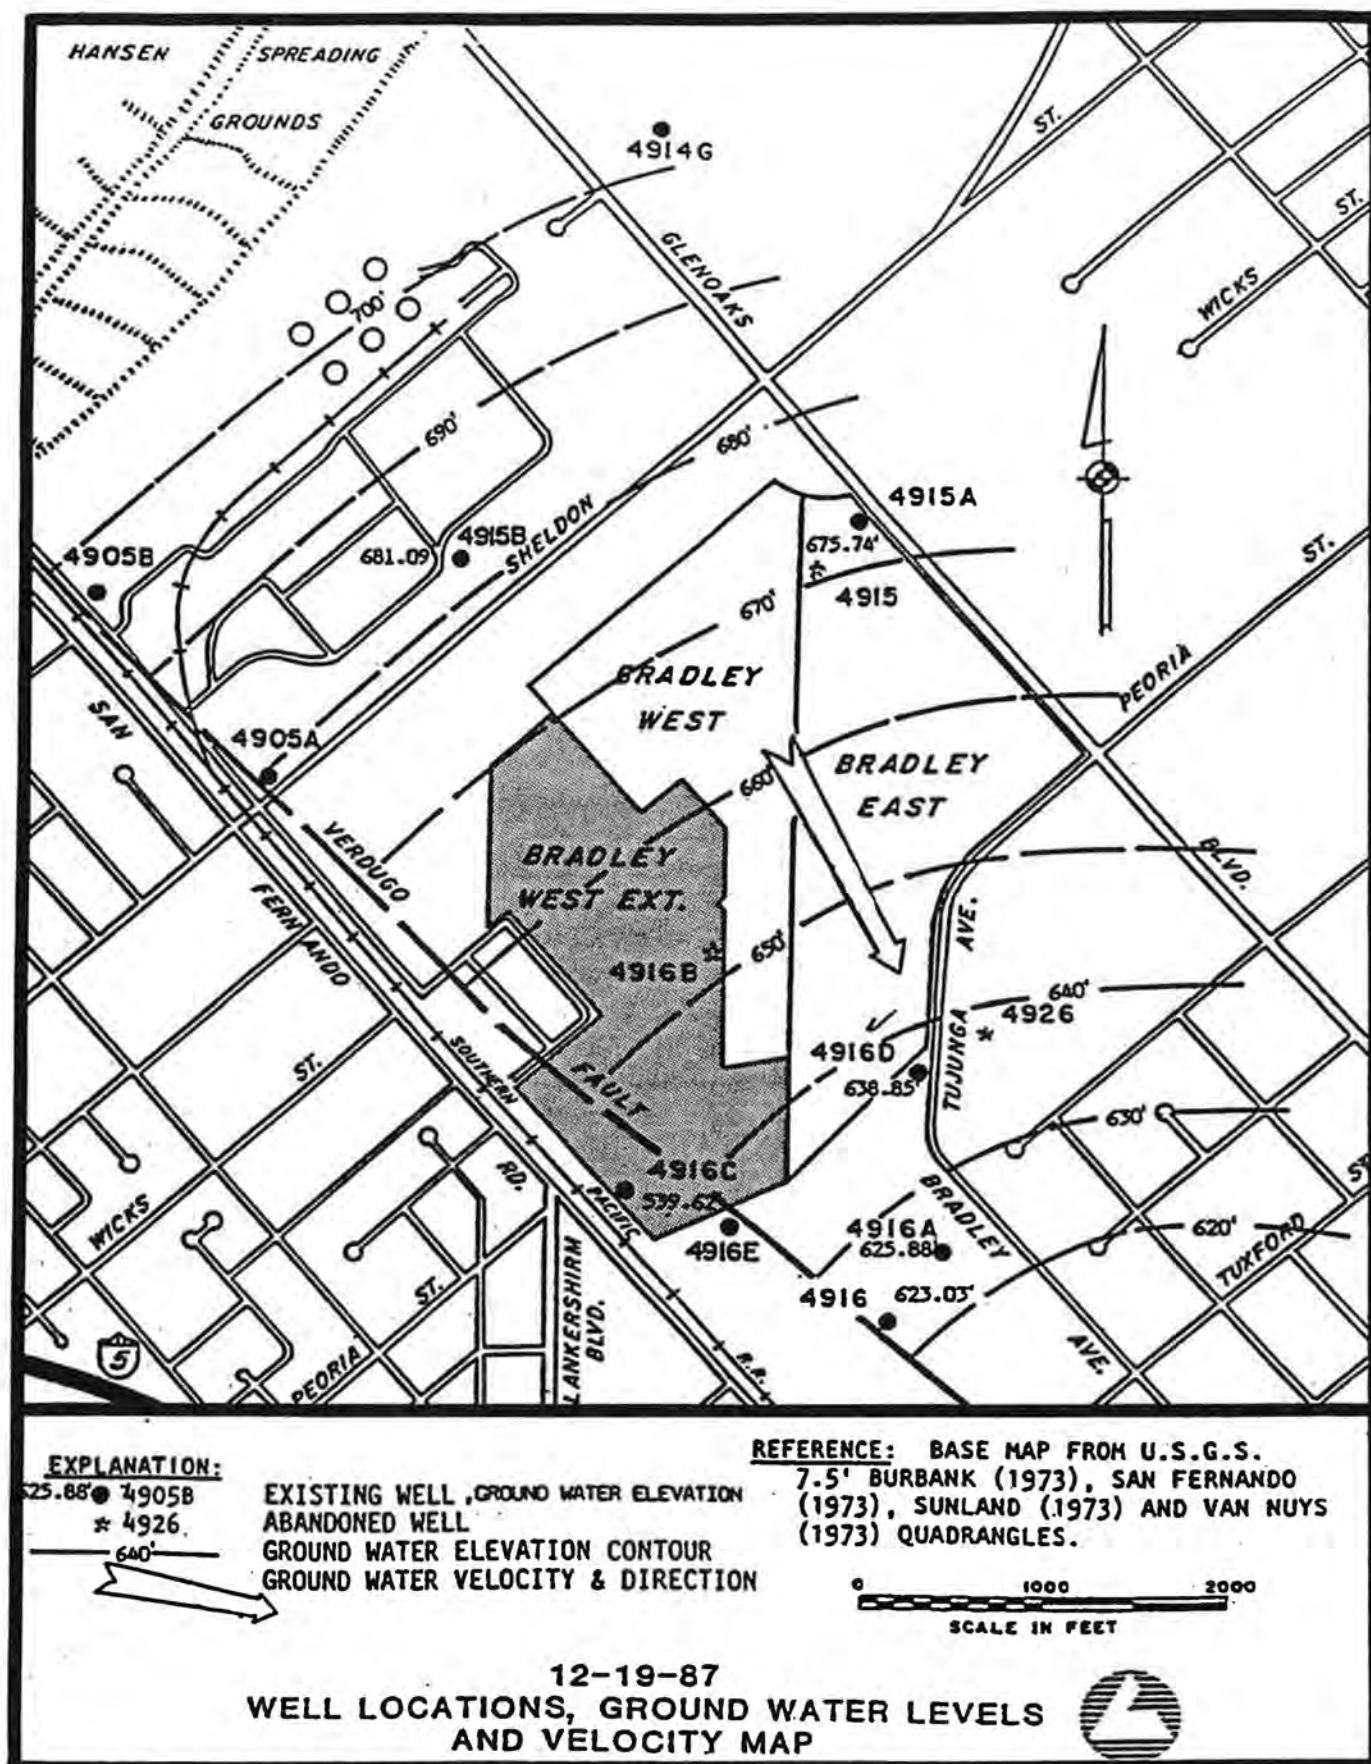 HANSEN SPREADING
GROUNDS
4914G
ST.
ST.
WICKS
GLENOAKS
700'
690'
680'
4915A
675.74'
4915
4905B
681.09
4915B
SHELDON
ST.
670'
BRADLEY
WEST
PEORIA
SAN
4905A
660'
BRADLEY
EAST
VERDUGO
BRADLEY
WEST EXT.
BLVD.
FERNANDO
AVE.
650'
4916B
640'
4926
TUJUNGA
SOUTHERN
ST.
FAULT
4916D
638.85'
630'
4916C
539.62'
RD.
PACIFIC
ST.
WICKS
BRADLEY
4916E
4916A
625.88'
620'
TUXFORD
4916
623.03'
ST.
LANKERSHIRM
BLVD.
5
PEORIA
R.R.
AVE.
EXPLANATION:
625.88' 4905B EXISTING WELL, GROUND WATER ELEVATION
* 4926 ABANDONED WELL
640' GROUND WATER ELEVATION CONTOUR
GROUND WATER VELOCITY & DIRECTION
REFERENCE: BASE MAP FROM U.S.G.S.
7.5' BURBANK (1973), SAN FERNANDO
(1973), SUNLAND (1973) AND VAN NUYS
(1973) QUADRANGLES.
0 1000 2000
SCALE IN FEET
12-19-87
WELL LOCATIONS, GROUND WATER LEVELS
AND VELOCITY MAP